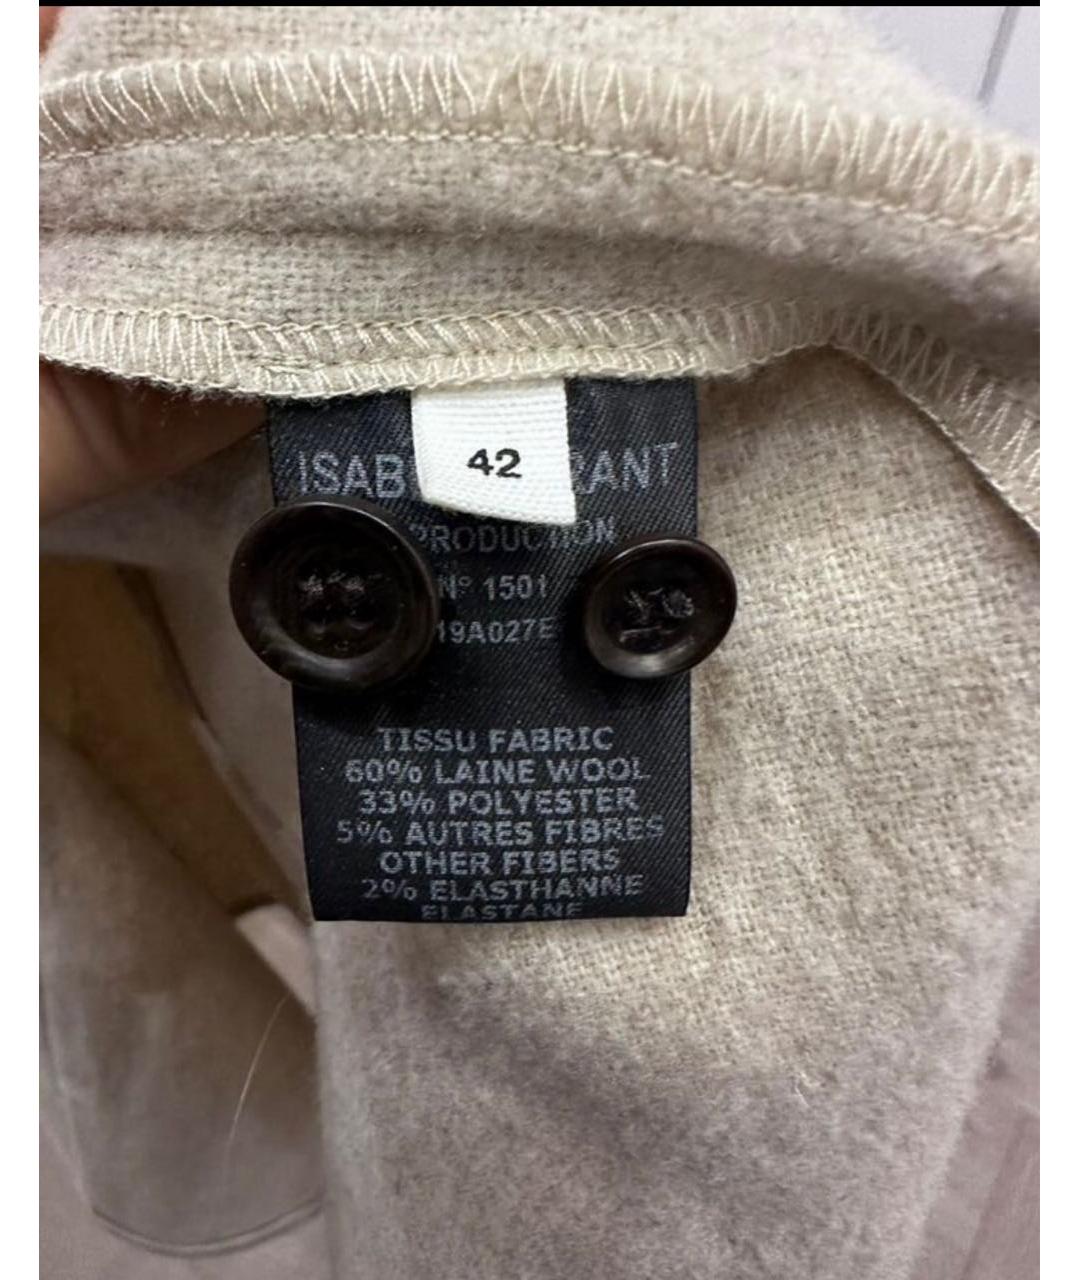 42
ISAB RANT
PRODUCTION
N° 1501
19A027E
TISSU FABRIC
60% LAINE WOOL
33% POLYESTER
5% AUTRES FIBRES
OTHER FIBERS
2% ELASTHANNE
ELASTANE